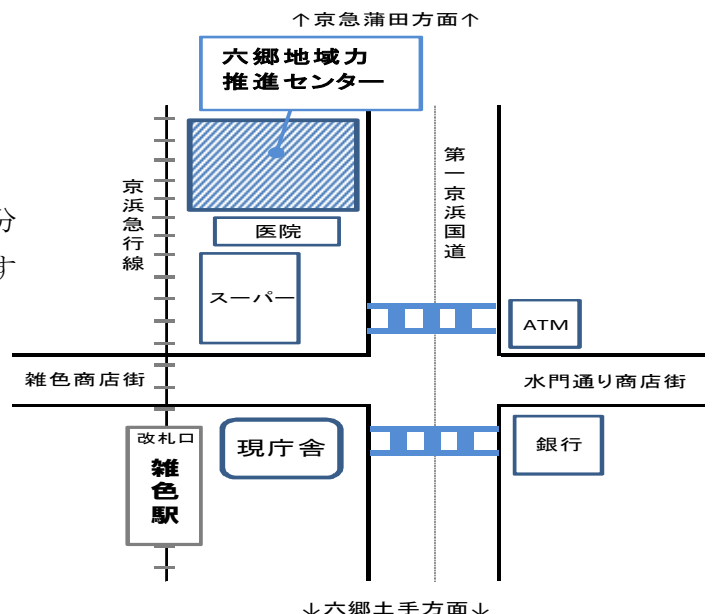 ↑京急蒲田方面↑
六郷地域力
推進センター
京浜急行線
第一京浜国道
分
す
医院
スーパー
ATM
雑色商店街
水門通り商店街
改札口
雑色駅
現庁舎
銀行
↓六郷土手方面↓